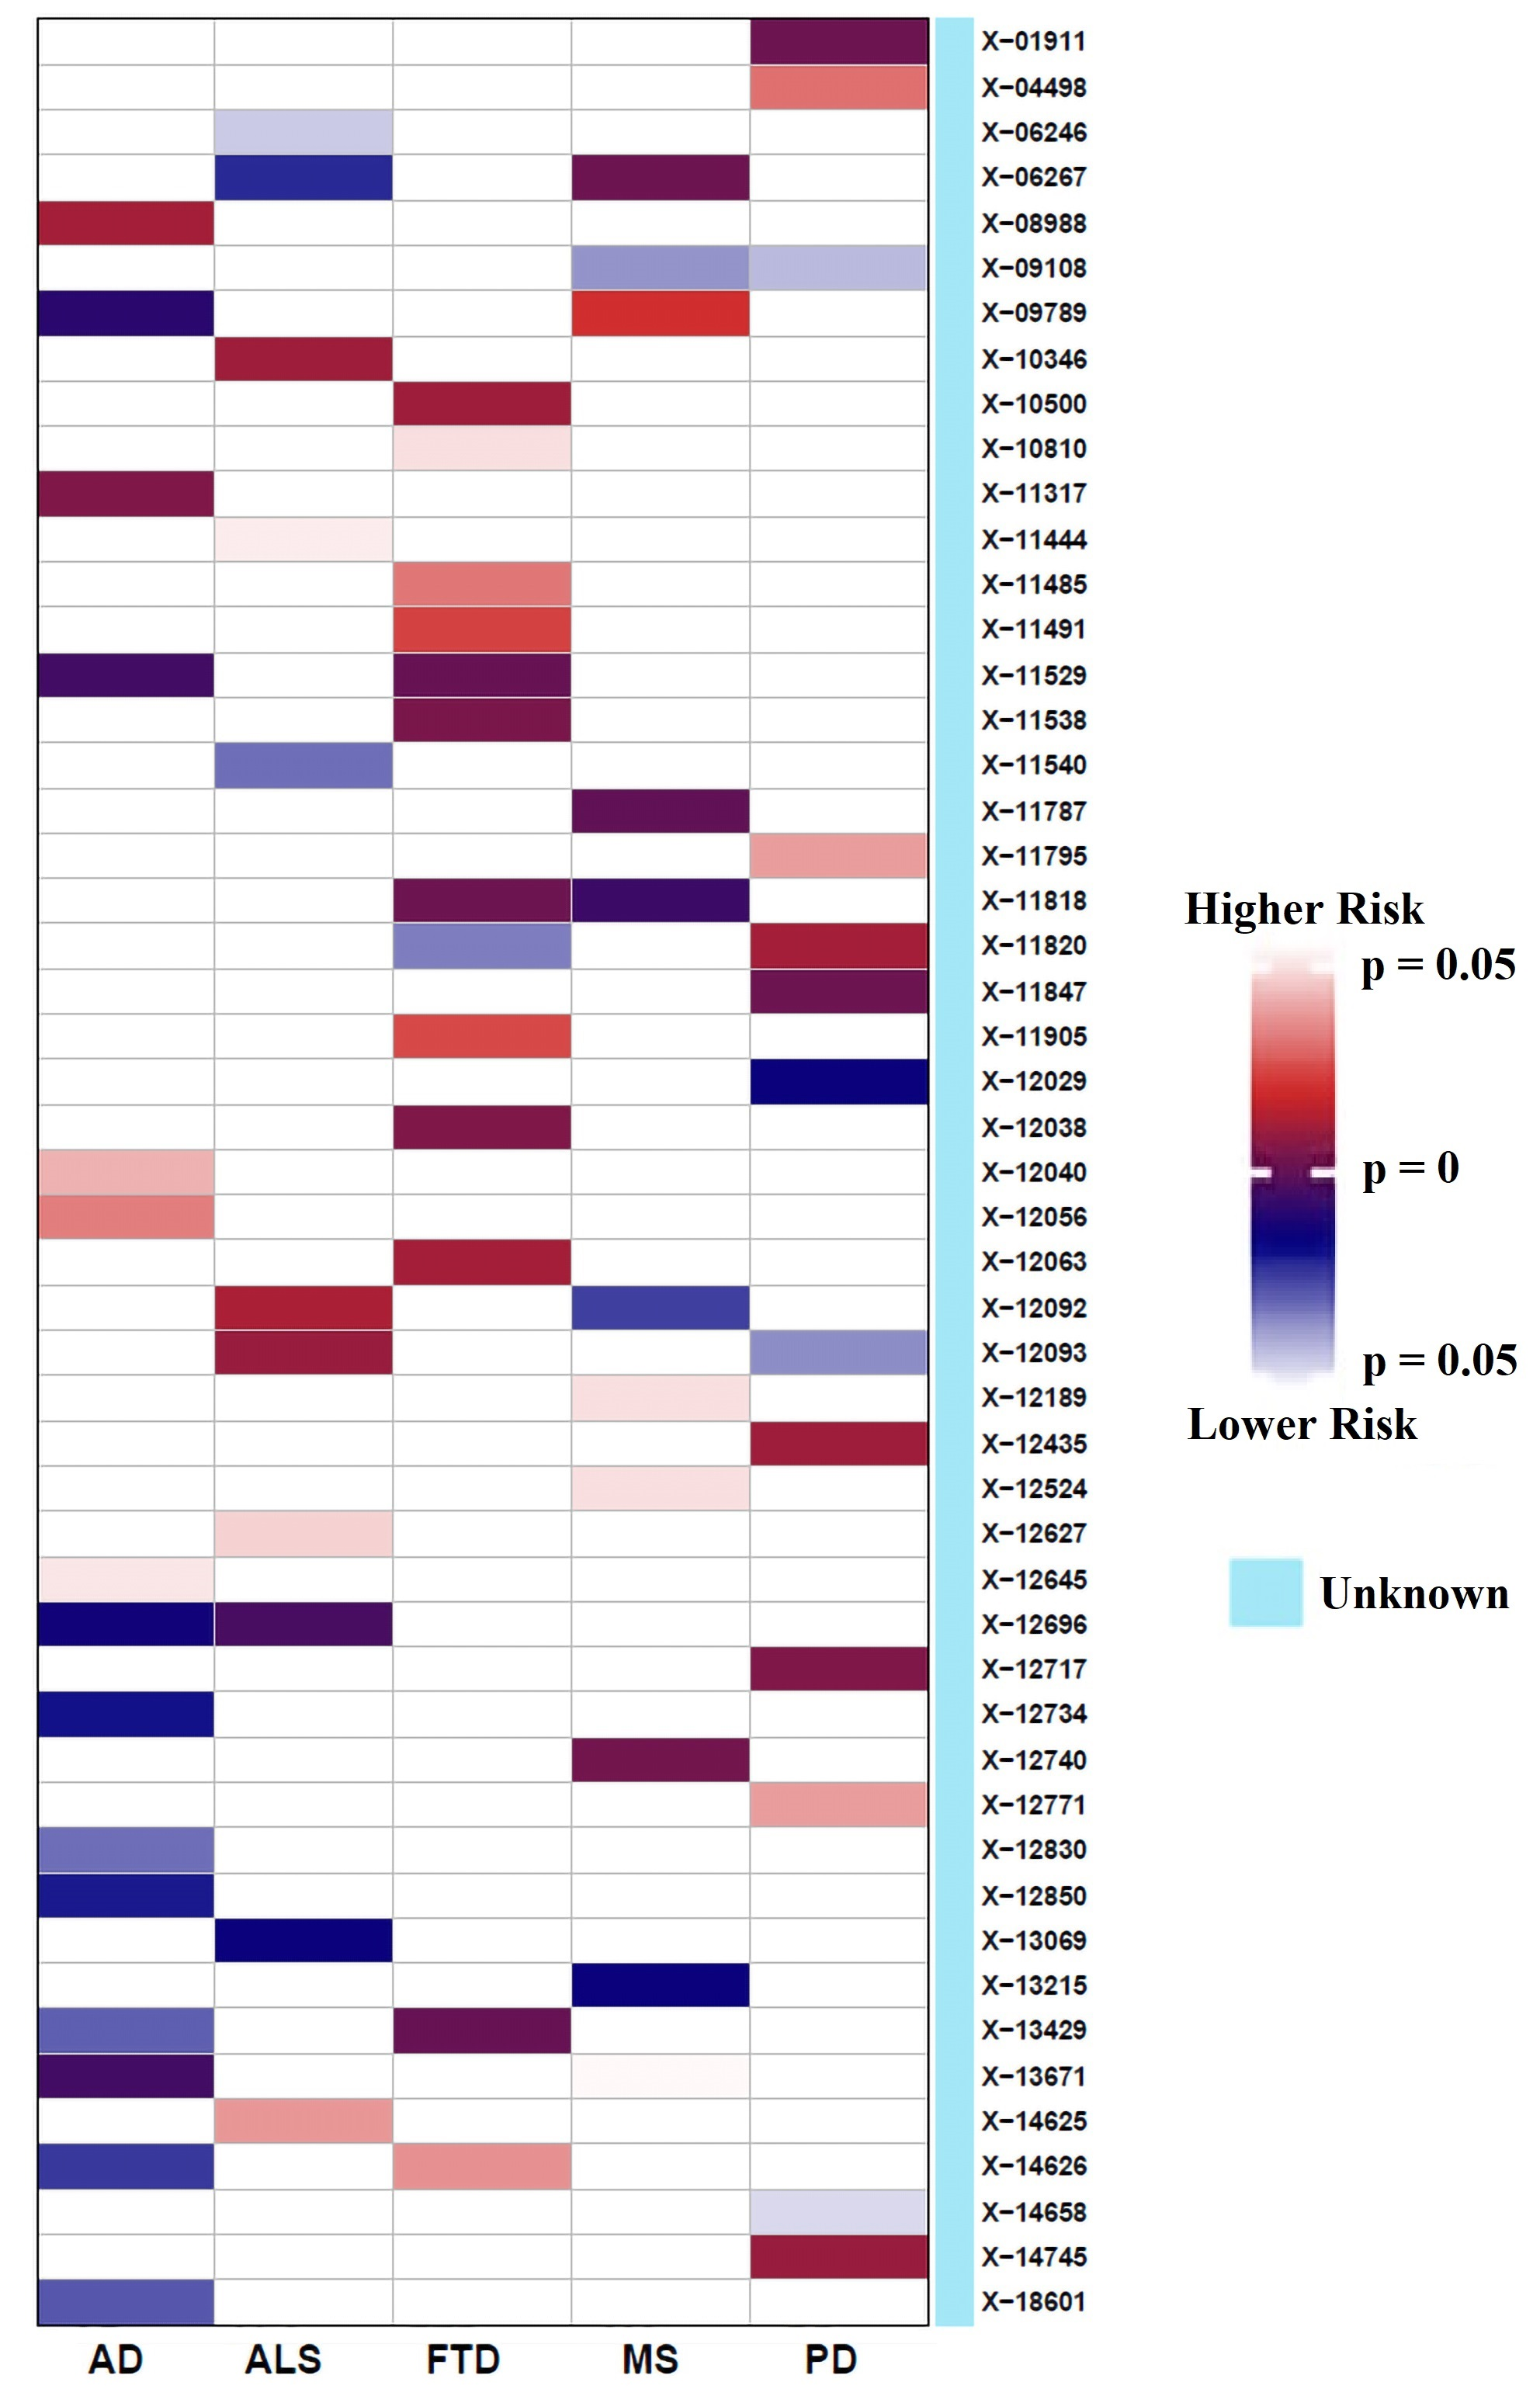 X−01911
X−04498
X−06246
X−06267
X−08988
X−09108
X−09789
X−10346
X−10500
X−10810
X−11317
X−11444
X−11485
X−11491
X−11529
X−11538
X−11540
X−11787
X−11795
X−11818
X−11820
X−11847
X−11905
X−12029
X−12038
X−12040
X−12056
X−12063
X−12092
X−12093
X−12189
X−12435
X−12524
X−12627
X−12645
X−12696
X−12717
X−12734
X−12740
X−12771
X−12830
X−12850
X−13069
X−13215
X−13429
X−13671
X−14625
X−14626
X−14658
X−14745
X−18601
AD ALS FTD MS PD
Higher Risk
p = 0.05
p = 0
p = 0.05
Lower Risk
Unknown